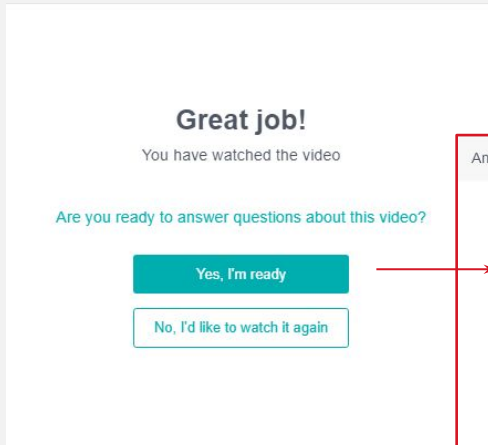 Great job!
You have watched the video
Are you ready to answer questions about this video?
Yes, I'm ready
No, I'd like to watch it again